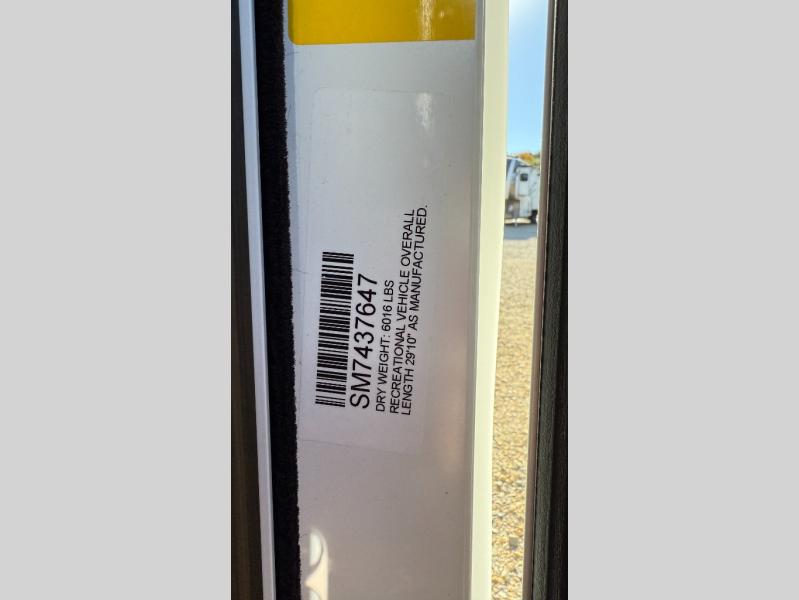 SM7437647
DRY WEIGHT: 6016 LBS
RECREATIONAL VEHICLE OVERALL
LENGTH 29'10" AS MANUFACTURED.